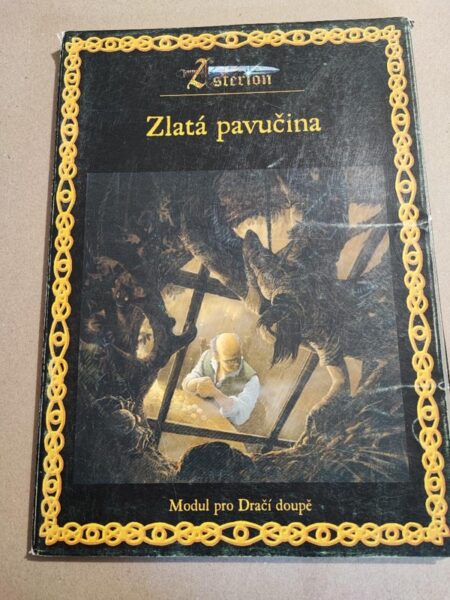 Asterion
Zlatá pavučina
Modul pro Dračí doupě